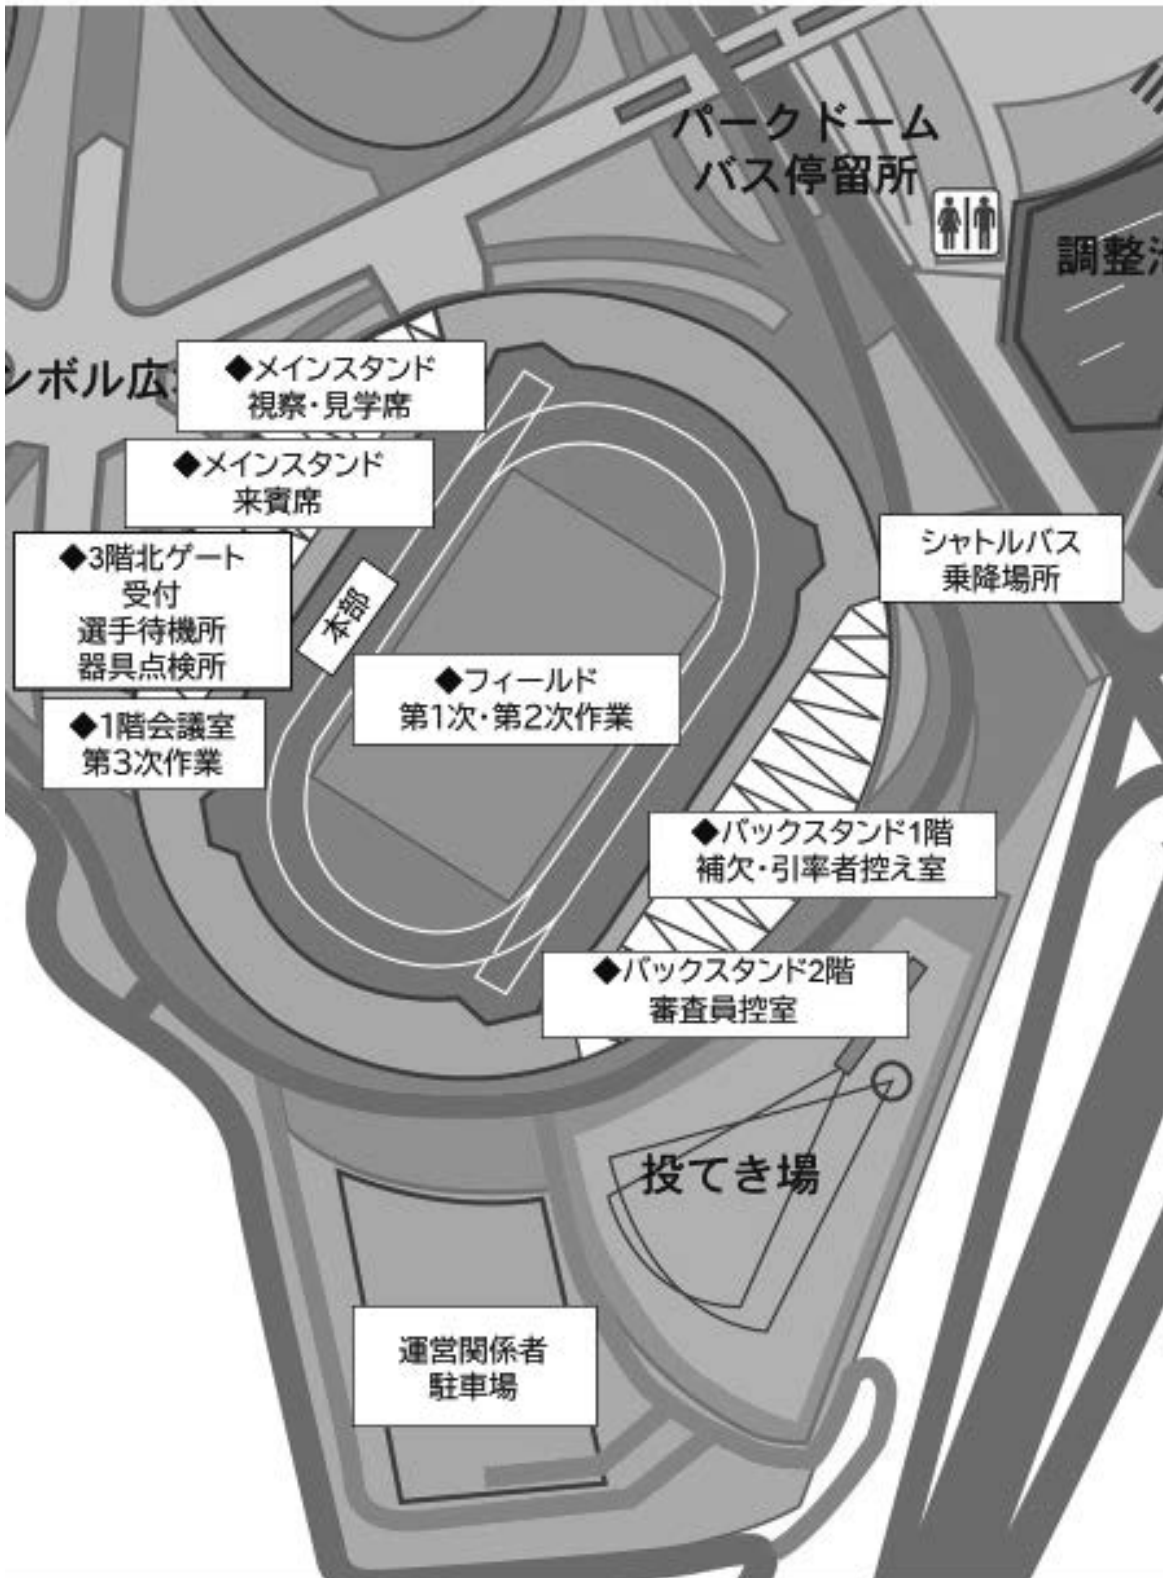 パークドーム
バス停留所
調整
ンボル広
◆メインスタンド
視察・見学席
◆メインスタンド
来賓席
◆3階北ゲート
受付
選手待機所
器具点検所
シャトルバス
乗降場所
本部
◆フィールド
第1次・第2次作業
◆1階会議室
第3次作業
◆バックスタンド1階
補欠・引率者控え室
◆バックスタンド2階
審査員控室
投てき場
運営関係者
駐車場